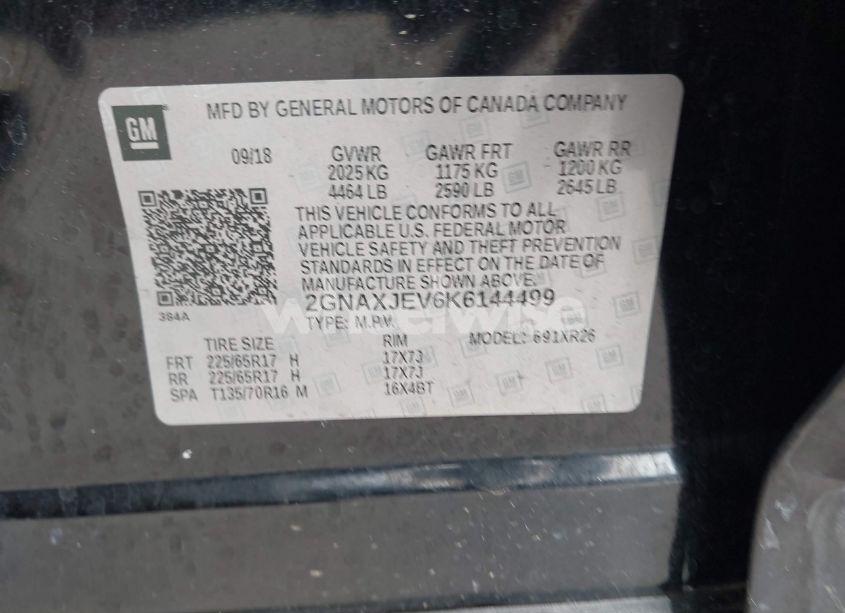 GM
MFD BY GENERAL MOTORS OF CANADA COMPANY
09/18 GVWR GAWR FRT GAWR RR
2025 KG 1175 KG 1200 KG
4464 LB 2590 LB 2645 LB
THIS VEHICLE CONFORMS TO ALL
APPLICABLE U.S. FEDERAL MOTOR
VEHICLE SAFETY AND THEFT PREVENTION
STANDARDS IN EFFECT ON THE DATE OF
MANUFACTURE SHOWN ABOVE.
2GNAXJEV6K6144499
384A
TYPE: M.P.V. MODEL: 691XR26
TIRE SIZE RIM
FRT 225/65R17 H 17X7J
RR 225/65R17 H 17X7J
SPA T135/70R16 M 16X4BT